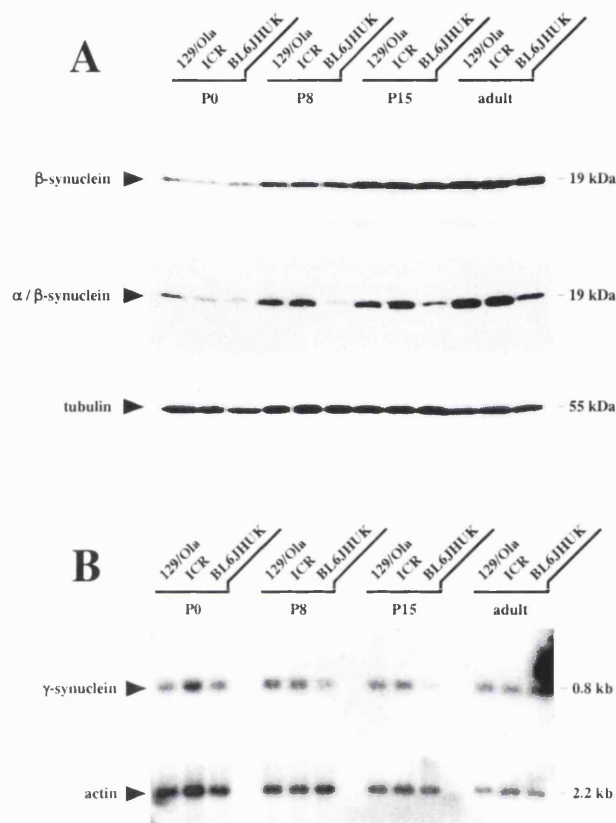 A
129/Ola ICR BL6JHUK 129/Ola ICR BL6JHUK 129/Ola ICR BL6JHUK 129/Ola ICR BL6JHUK
P0 P8 P15 adult
β-synuclein 19 kDa
α / β-synuclein 19 kDa
tubulin 55 kDa
B
129/Ola ICR BL6JHUK 129/Ola ICR BL6JHUK 129/Ola ICR BL6JHUK 129/Ola ICR BL6JHUK
P0 P8 P15 adult
γ-synuclein 0.8 kb
actin 2.2 kb